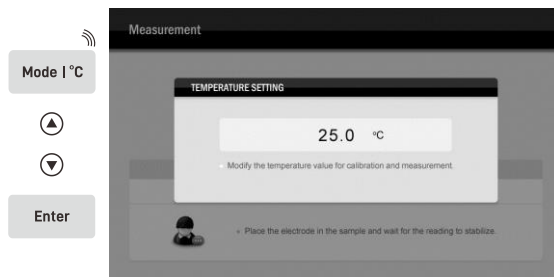 Measurement
Mode | °C
TEMPERATURE SETTING
25.0 °C
Modify the temperature value for calibration and measurement.
Enter
Place the electrode in the sample and wait for the reading to stabilize.